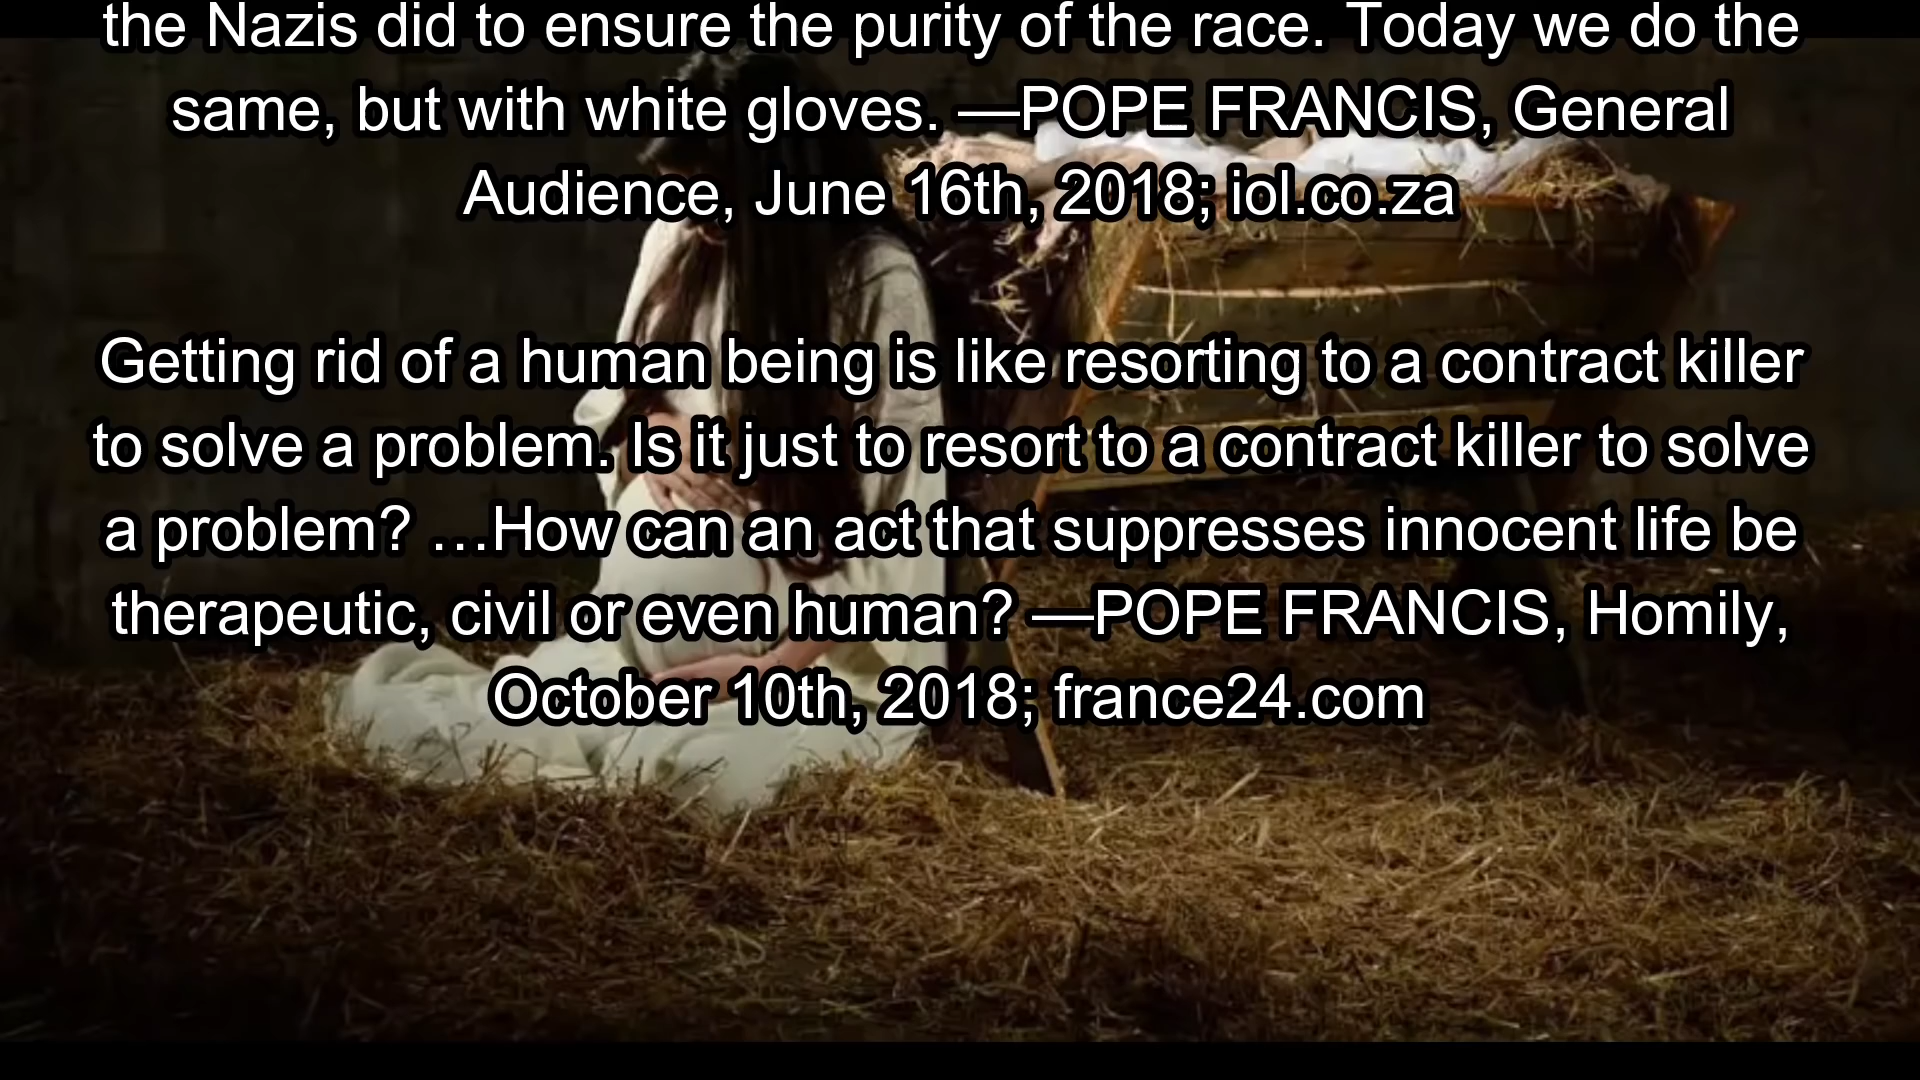 the Nazis did to ensure the purity of the race. Today we do the
same, but with white gloves. —POPE FRANCIS, General
Audience, June 16th, 2018; iol.co.za
Getting rid of a human being is like resorting to a contract killer
to solve a problem. Is it just to resort to a contract killer to solve
a problem? …How can an act that suppresses innocent life be
therapeutic, civil or even human? —POPE FRANCIS, Homily,
October 10th, 2018; france24.com